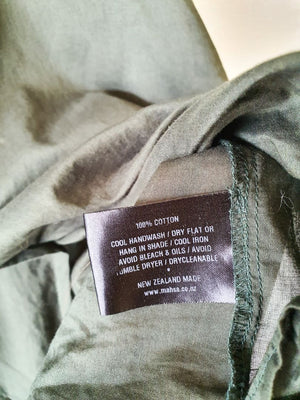 100% COTTON
COOL HANDWASH / DRY FLAT OR
HANG IN SHADE / COOL IRON
AVOID BLEACH & OILS / AVOID
TUMBLE DRYER / DRYCLEANABLE
NEW ZEALAND MADE
www.mahsa.co.nz